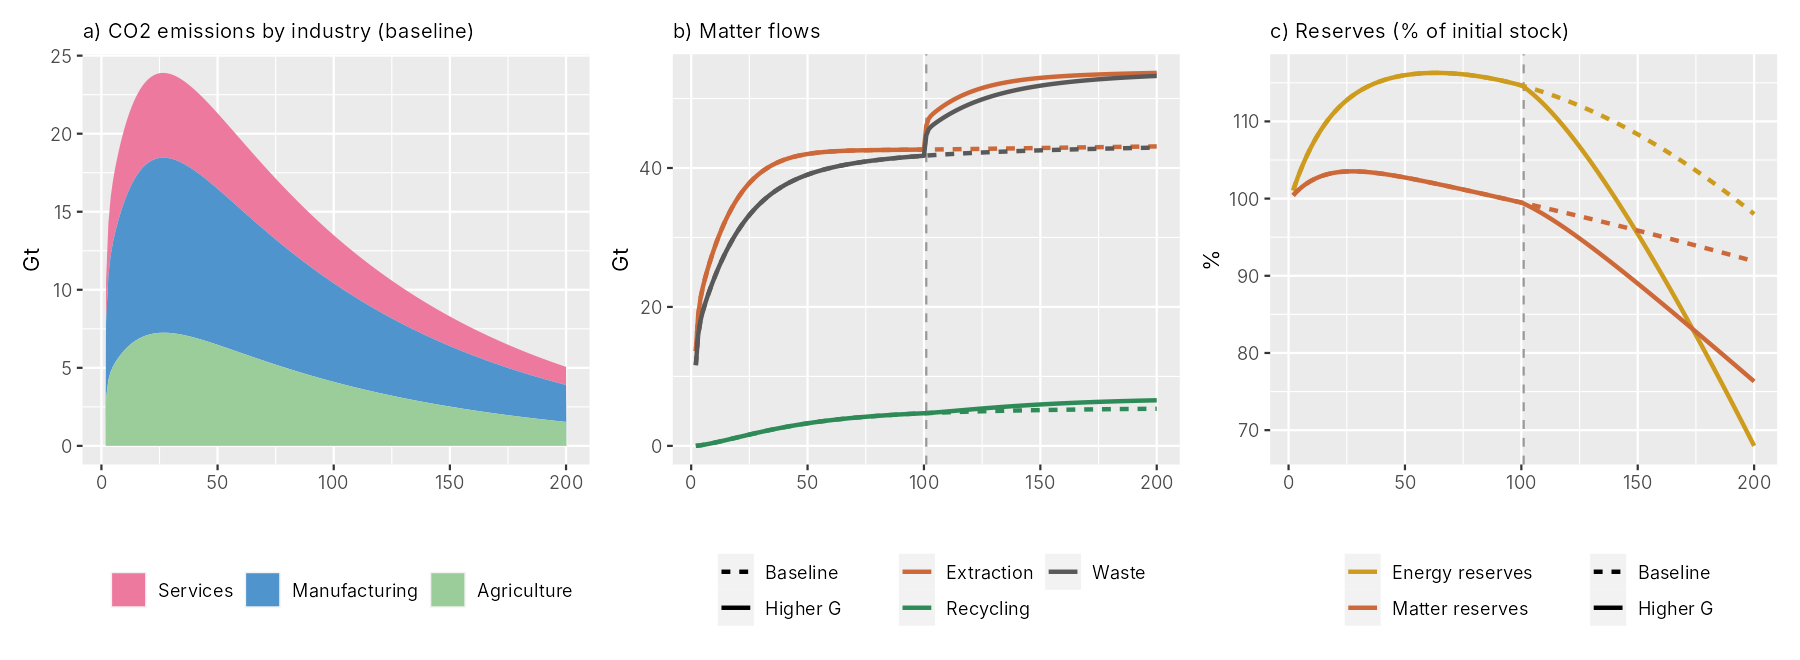 a) CO2 emissions by industry (baseline)
Gt
25
20
15
10
5
0
0 50 100 150 200
Services Manufacturing Agriculture
b) Matter flows
Gt
40
20
0
0 50 100 150 200
Baseline Extraction Waste
Higher G Recycling
c) Reserves (% of initial stock)
%
110
100
90
80
70
0 50 100 150 200
Energy reserves Baseline
Matter reserves Higher G